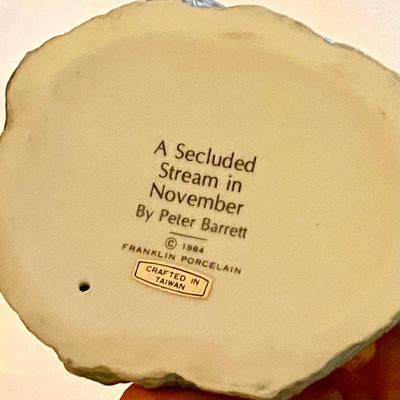 A Secluded
Stream in
November
By Peter Barrett
© 1984
FRANKLIN PORCELAIN
CRAFTED IN
TAIWAN